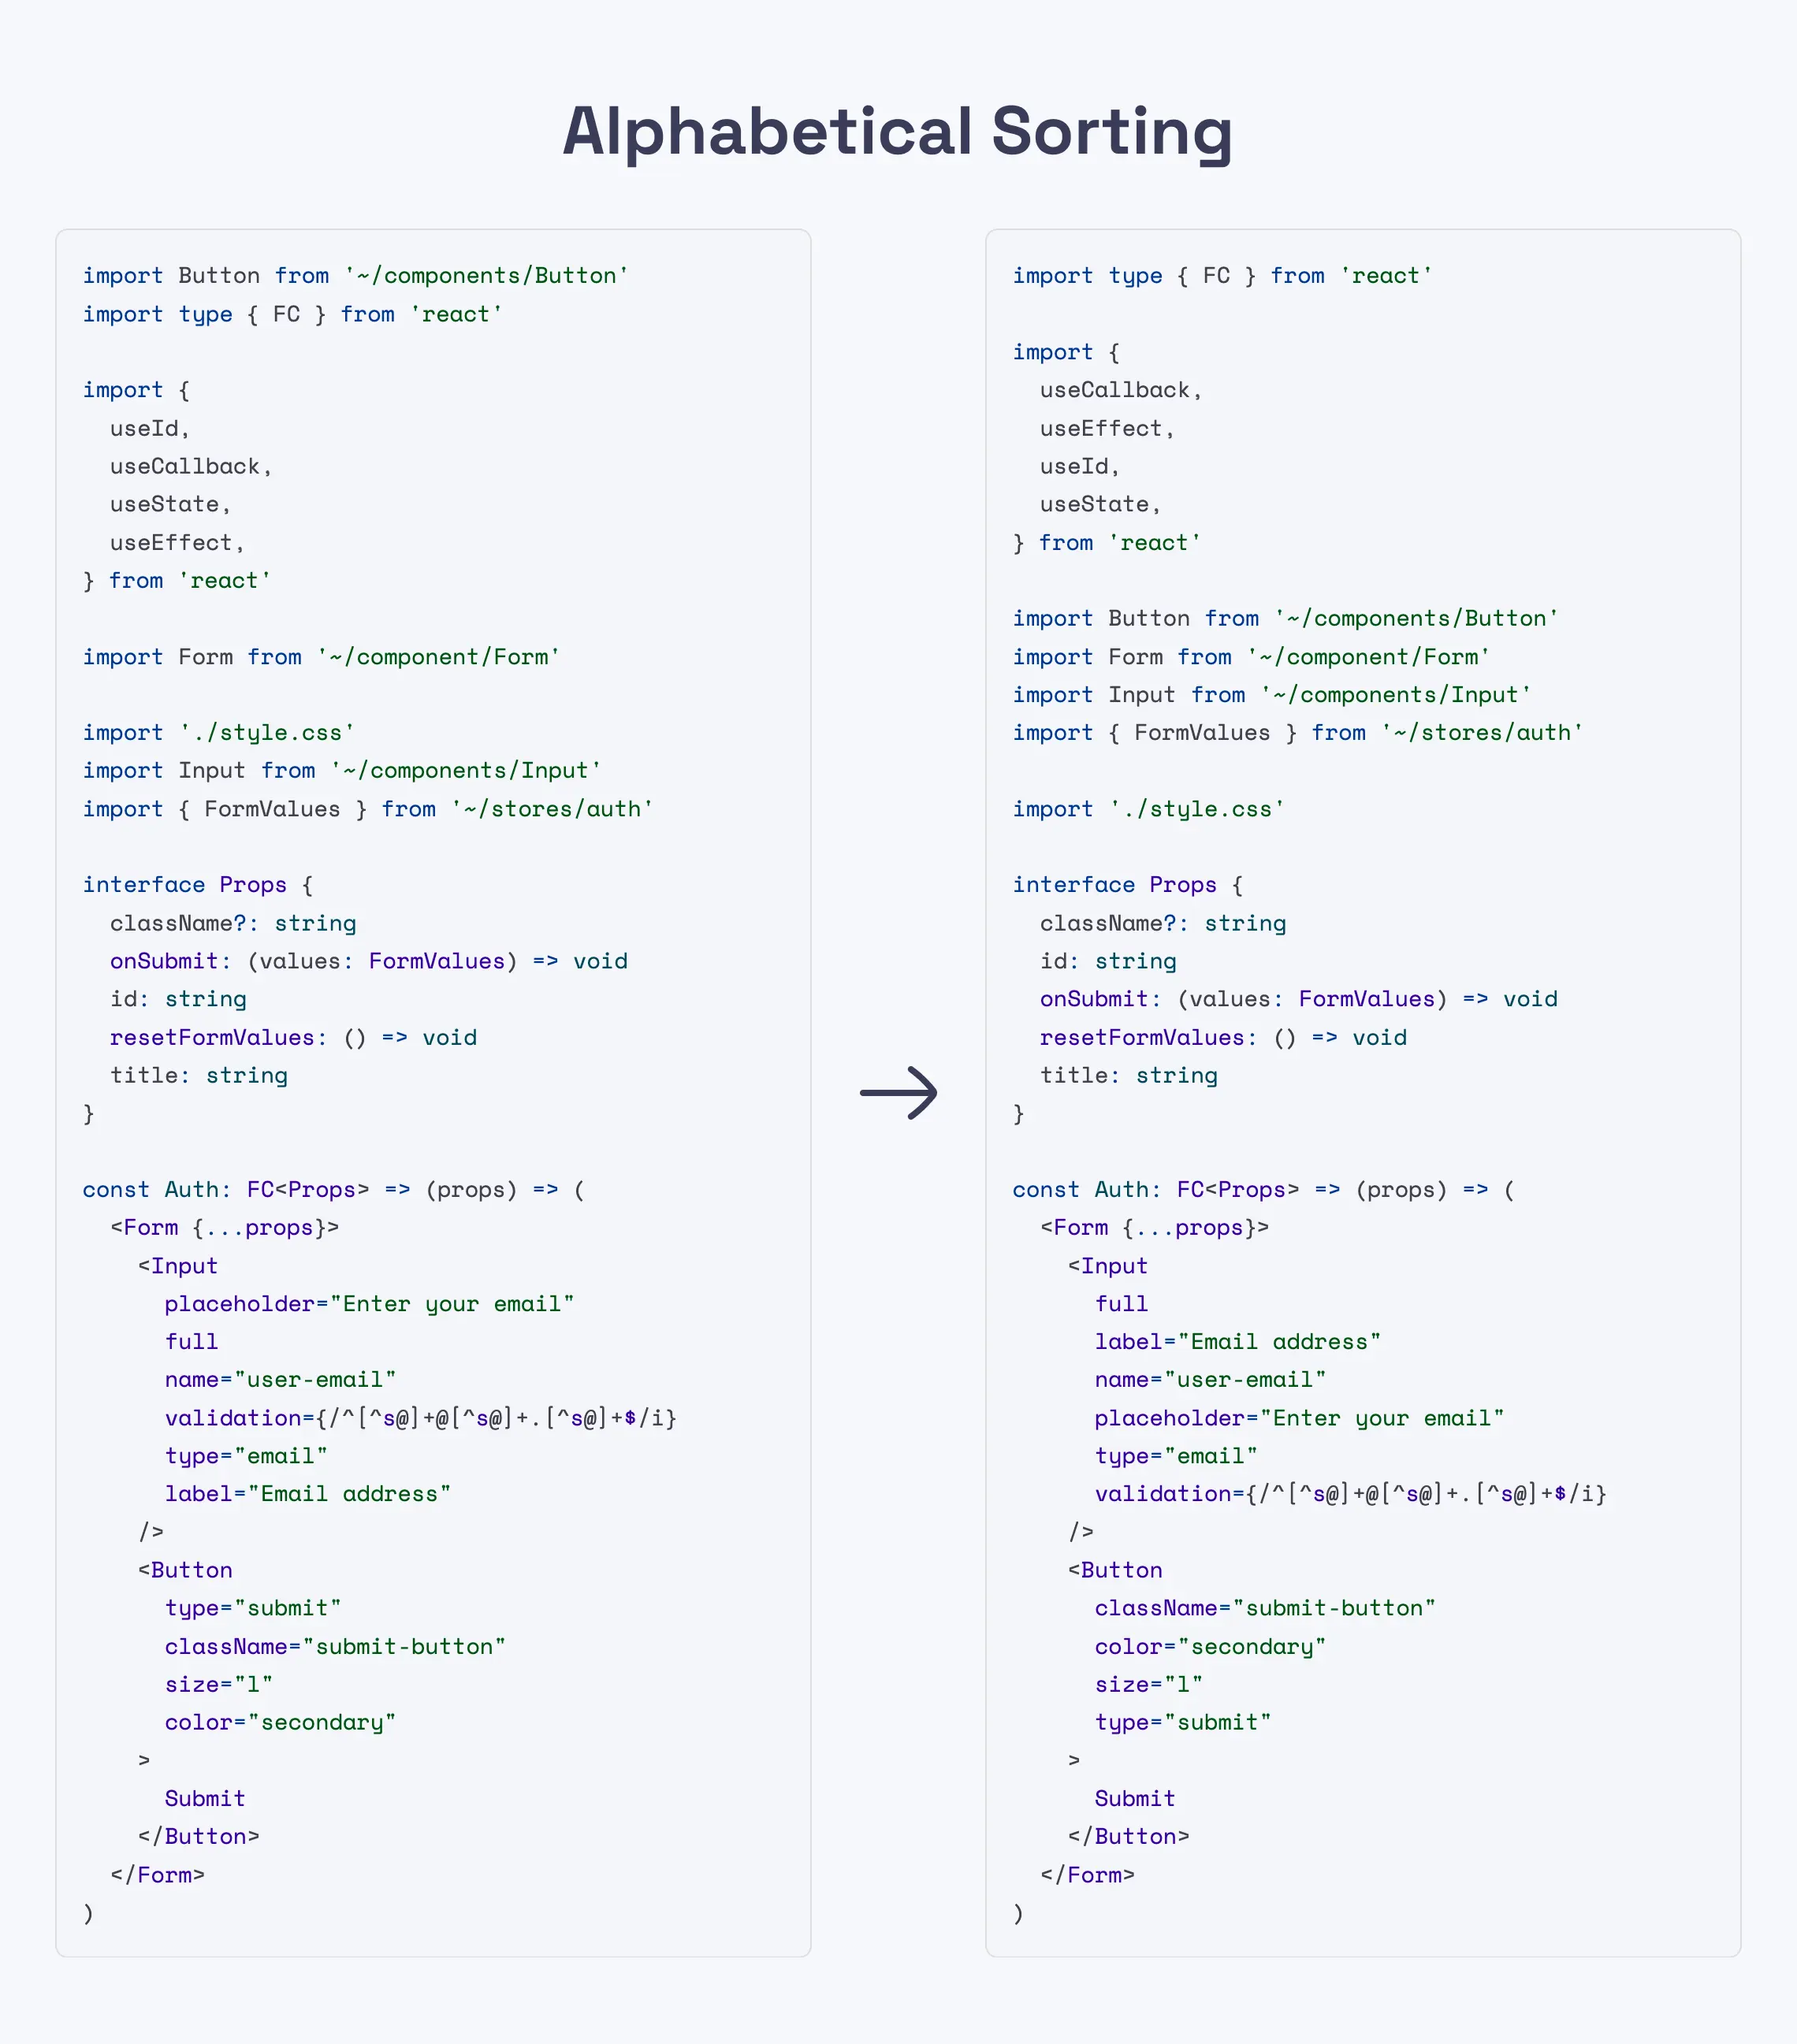 Alphabetical Sorting
import Button from '~/components/Button'
import type { FC } from 'react'
import {
useId,
useCallback,
useState,
useEffect,
} from 'react'
import Form from '~/component/Form'
import './style.css'
import Input from '~/components/Input'
import { FormValues } from '~/stores/auth'
interface Props {
className?: string
onSubmit: (values: FormValues) => void
id: string
resetFormValues: () => void
title: string
}
const Auth: FC<Props> => (props) => (
<Form {...props}>
<Input
placeholder="Enter your email"
full
name="user-email"
validation={/^[^s@]+@[^s@]+.[^s@]+$/i}
type="email"
label="Email address"
/>
<Button
type="submit"
className="submit-button"
size="l"
color="secondary"
>
Submit
</Button>
</Form>
)
import type { FC } from 'react'
import {
useCallback,
useEffect,
useId,
useState,
} from 'react'
import Button from '~/components/Button'
import Form from '~/component/Form'
import Input from '~/components/Input'
import { FormValues } from '~/stores/auth'
import './style.css'
interface Props {
className?: string
id: string
onSubmit: (values: FormValues) => void
resetFormValues: () => void
title: string
}
const Auth: FC<Props> => (props) => (
<Form {...props}>
<Input
full
label="Email address"
name="user-email"
placeholder="Enter your email"
type="email"
validation={/^[^s@]+@[^s@]+.[^s@]+$/i}
/>
<Button
className="submit-button"
color="secondary"
size="l"
type="submit"
>
Submit
</Button>
</Form>
)